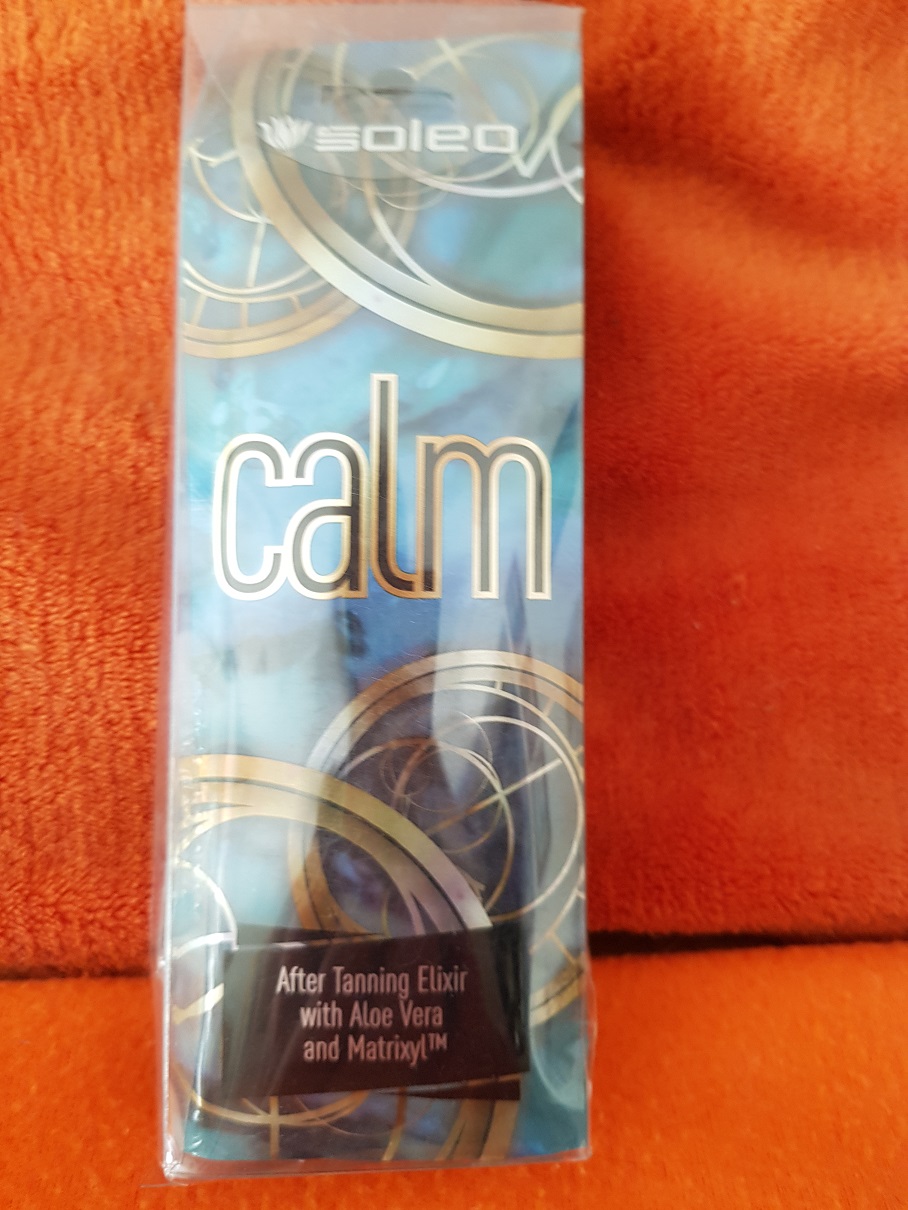 soleo
calm
After Tanning Elixir
with Aloe Vera
and Matrixyl™